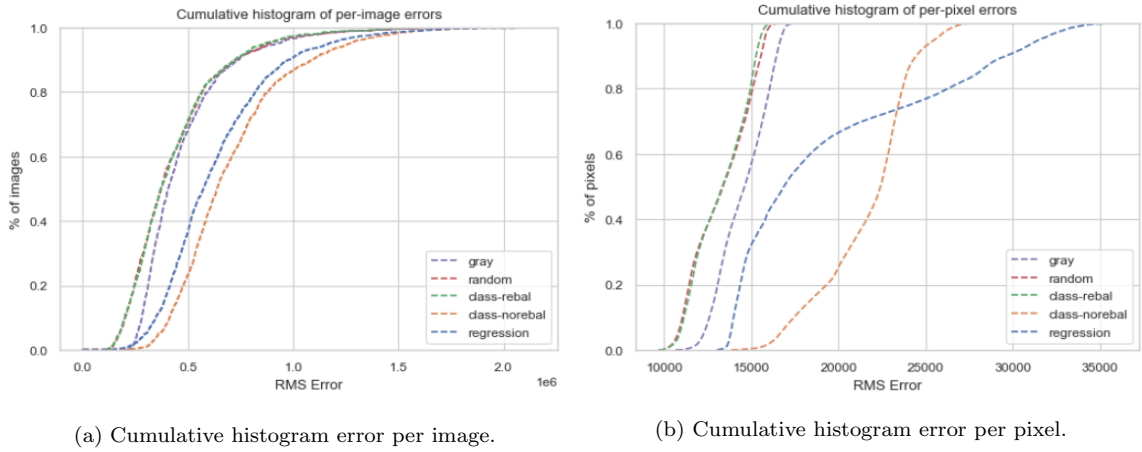 Cumulative histogram of per-image errors
1.0
0.8
0.6
0.4
0.2
0.0
% of images
gray
random
class-rebal
class-norebal
regression
0.0
0.5
1.0
1.5
2.0
1e6
RMS Error
(a) Cumulative histogram error per image.
Cumulative histogram of per-pixel errors
1.0
0.8
0.6
0.4
0.2
0.0
% of pixels
gray
random
class-rebal
class-norebal
regression
10000
15000
20000
25000
30000
35000
RMS Error
(b) Cumulative histogram error per pixel.